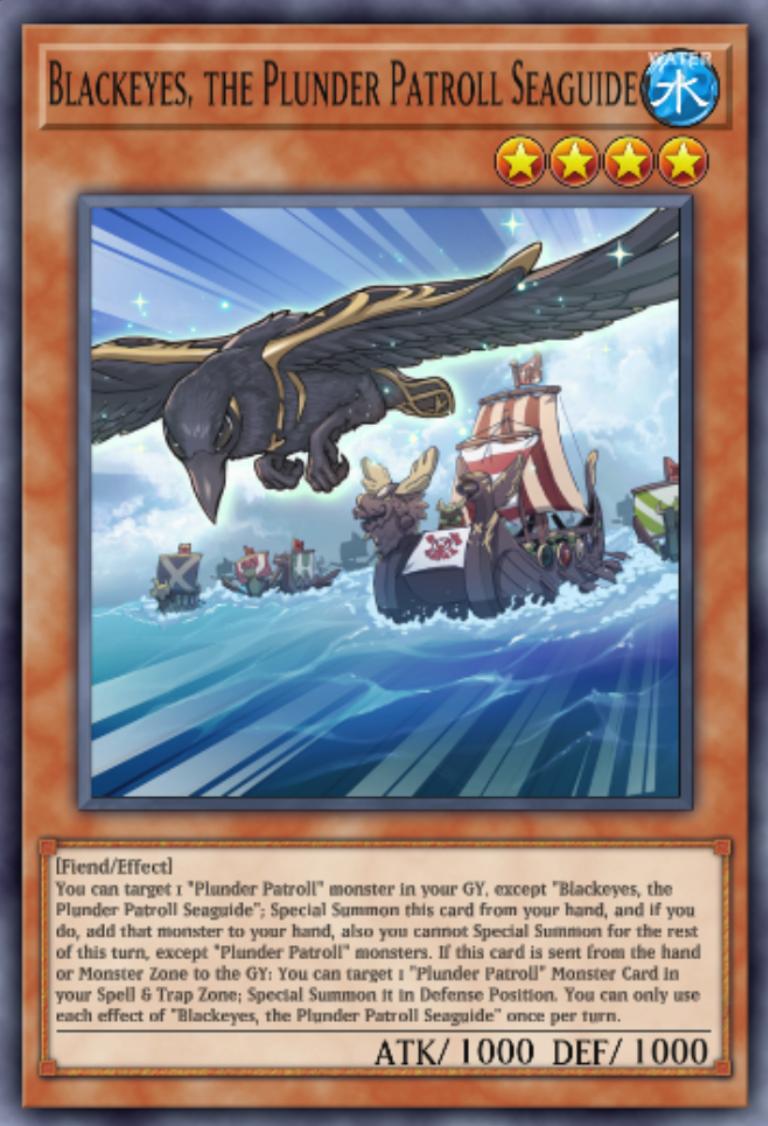 BLACKEYES, THE PLUNDER PATROLL SEAGUIDE
WATER
水
[Fiend/Effect]
You can target 1 "Plunder Patroll" monster in your GY, except "Blackeyes, the
Plunder Patroll Seaguide"; Special Summon this card from your hand, and if you
do, add that monster to your hand, also you cannot Special Summon for the rest
of this turn, except "Plunder Patroll" monsters. If this card is sent from the hand
or Monster Zone to the GY: You can target 1 "Plunder Patroll" Monster Card in
your Spell & Trap Zone; Special Summon it in Defense Position. You can only use
each effect of "Blackeyes, the Plunder Patroll Seaguide" once per turn.
ATK/ 1000 DEF/ 1000